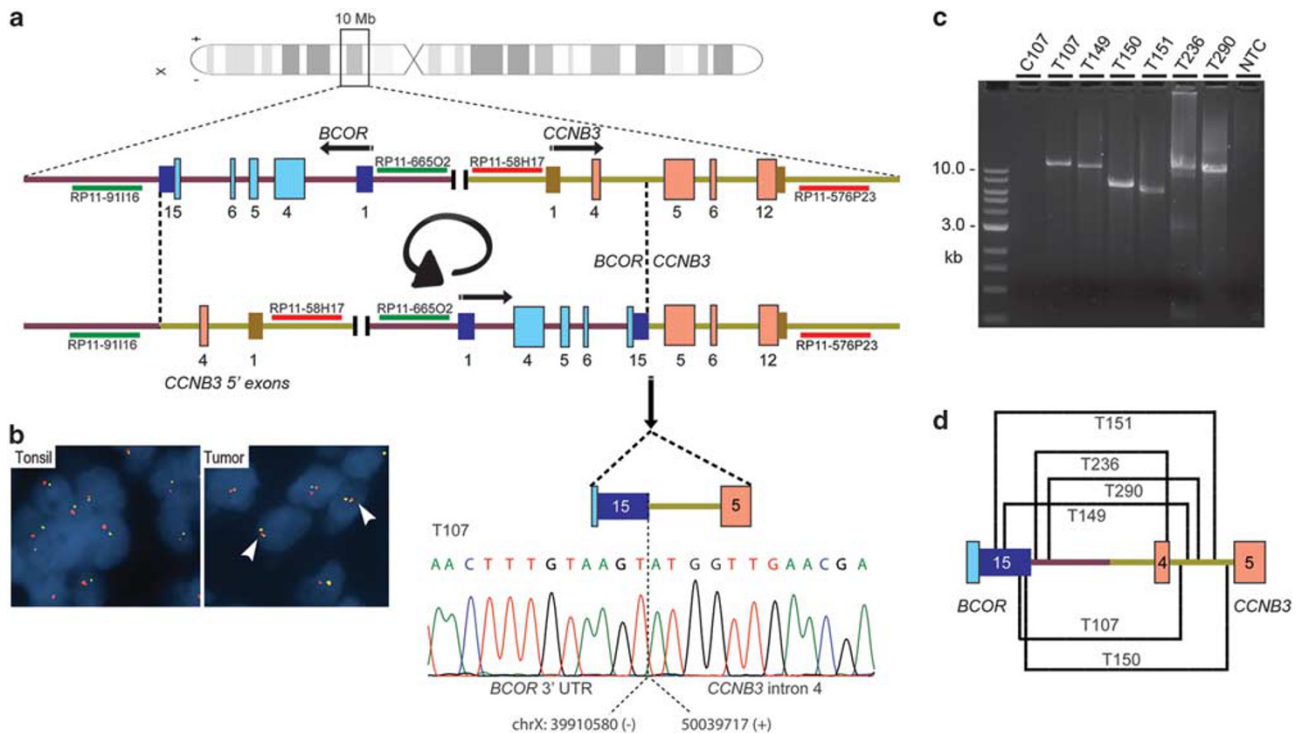 a
10 Mb
+
X
-
BCOR
CCNB3
RP11-665O2
RP11-58H17
RP11-91I16
15
6
5
4
1
1
4
5
6
12
RP11-576P23
BCOR
CCNB3
RP11-58H17
RP11-665O2
RP11-91I16
4
1
1
4
5
6
15
5
6
12
RP11-576P23
CCNB3 5' exons
b
Tonsil
Tumor
15
5
T107
AACTTTGTAAGTATGGTTGAACGA
BCOR 3' UTR
CCNB3 intron 4
chrX: 39910580 (-)
50039717 (+)
c
C107
T107
T149
T150
T151
T236
T290
NTC
10.0 -
3.0 -
kb
d
T151
T236
T290
T149
15
4
5
BCOR
CCNB3
T107
T150